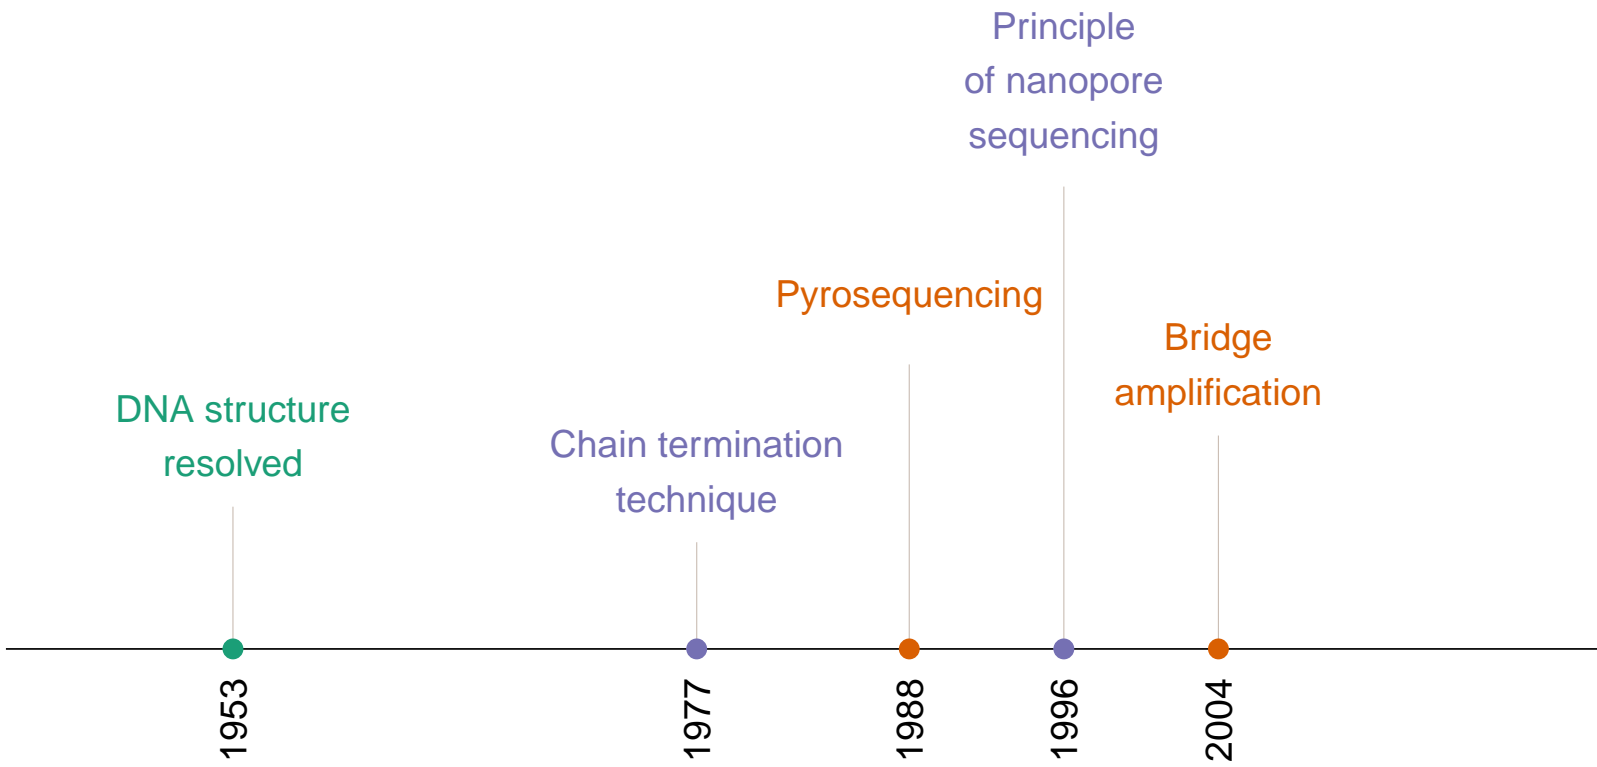 Principle
of nanopore
sequencing
Pyrosequencing
Bridge
amplification
DNA structure
resolved
Chain termination
technique
1953
1977
1988
1996
2004